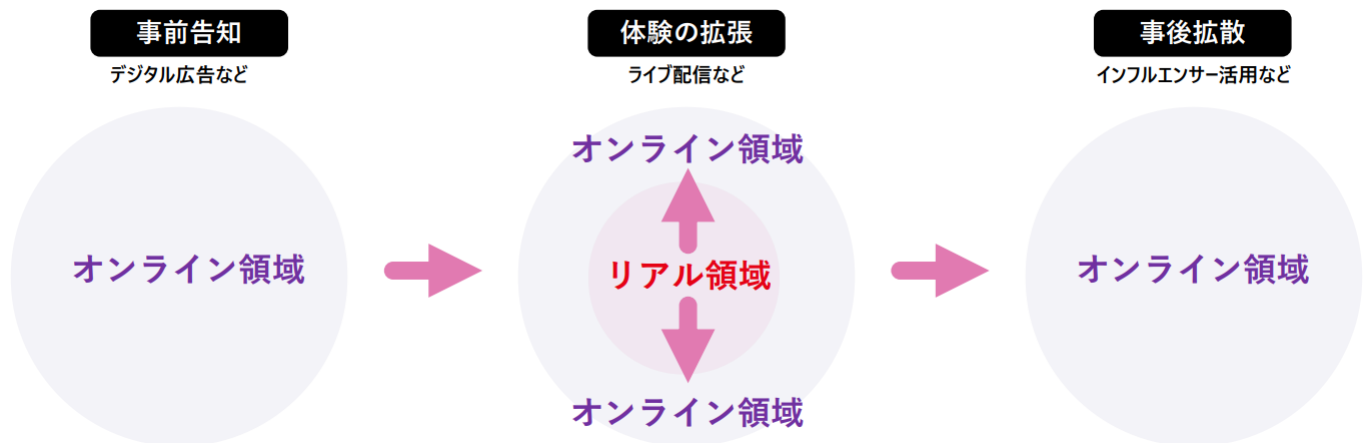 事前告知
デジタル広告など
オンライン領域
体験の拡張
ライブ配信など
オンライン領域
リアル領域
オンライン領域
事後拡散
インフルエンサー活用など
オンライン領域